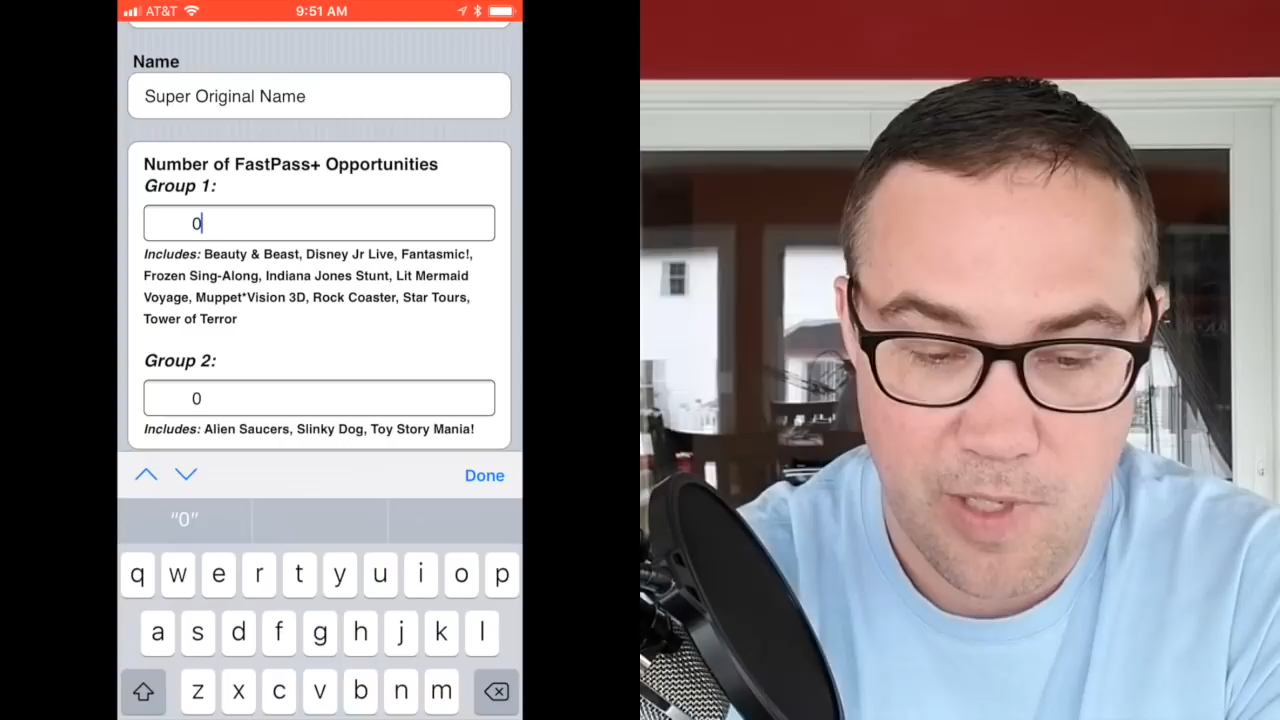 AT&T 9:51 AM
Name
Super Original Name
Number of FastPass+ Opportunities
Group 1:
0
Includes: Beauty & Beast, Disney Jr Live, Fantasmic!,
Frozen Sing-Along, Indiana Jones Stunt, Lit Mermaid
Voyage, Muppet*Vision 3D, Rock Coaster, Star Tours,
Tower of Terror
Group 2:
0
Includes: Alien Saucers, Slinky Dog, Toy Story Mania!
Done
"0"
q w e r t y u i o p
a s d f g h j k l
z x c v b n m